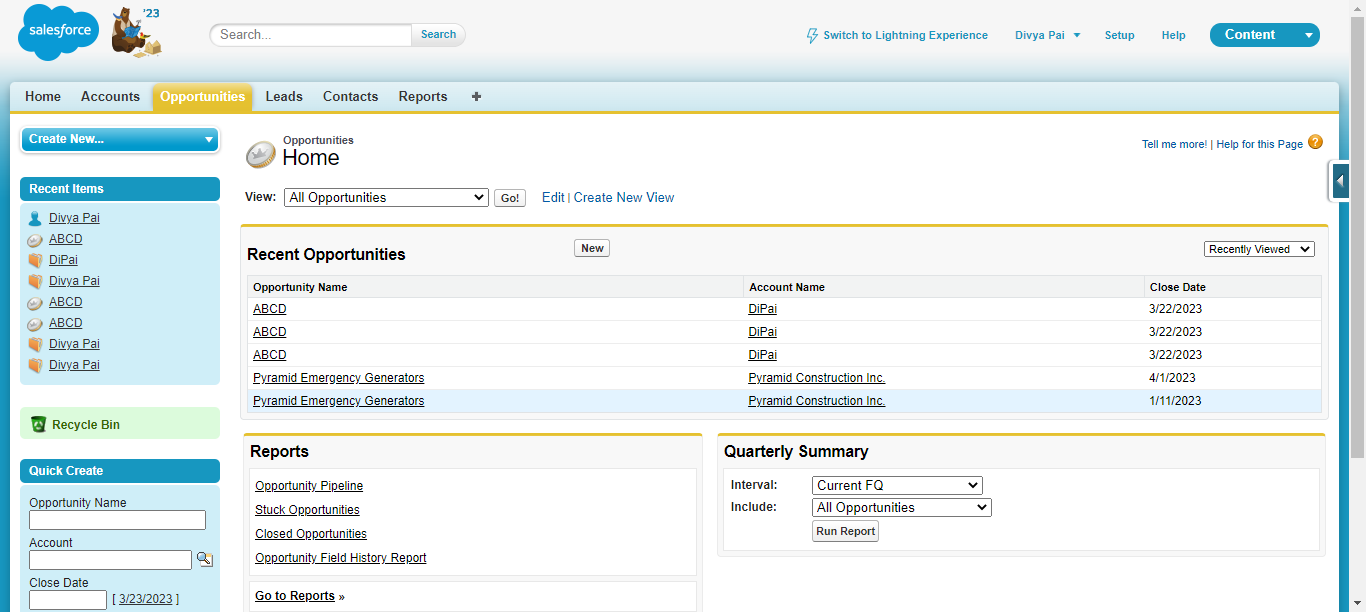 salesforce
'23
Search...
Search
Switch to Lightning Experience
Divya Pai
Setup
Help
Content
Home
Accounts
Opportunities
Leads
Contacts
Reports
+
Create New...
Recent Items
Divya Pai
ABCD
DiPai
Divya Pai
ABCD
ABCD
Divya Pai
Divya Pai
Recycle Bin
Quick Create
Opportunity Name
Account
Close Date
[ 3/23/2023 ]
Opportunities
Home
Tell me more! | Help for this Page ?
View: All Opportunities Go! Edit | Create New View
Recent Opportunities New Recently Viewed
Opportunity Name Account Name Close Date
ABCD DiPai 3/22/2023
ABCD DiPai 3/22/2023
ABCD DiPai 3/22/2023
Pyramid Emergency Generators Pyramid Construction Inc. 4/1/2023
Pyramid Emergency Generators Pyramid Construction Inc. 1/11/2023
Reports
Opportunity Pipeline
Stuck Opportunities
Closed Opportunities
Opportunity Field History Report
Go to Reports »
Quarterly Summary
Interval: Current FQ
Include: All Opportunities
Run Report